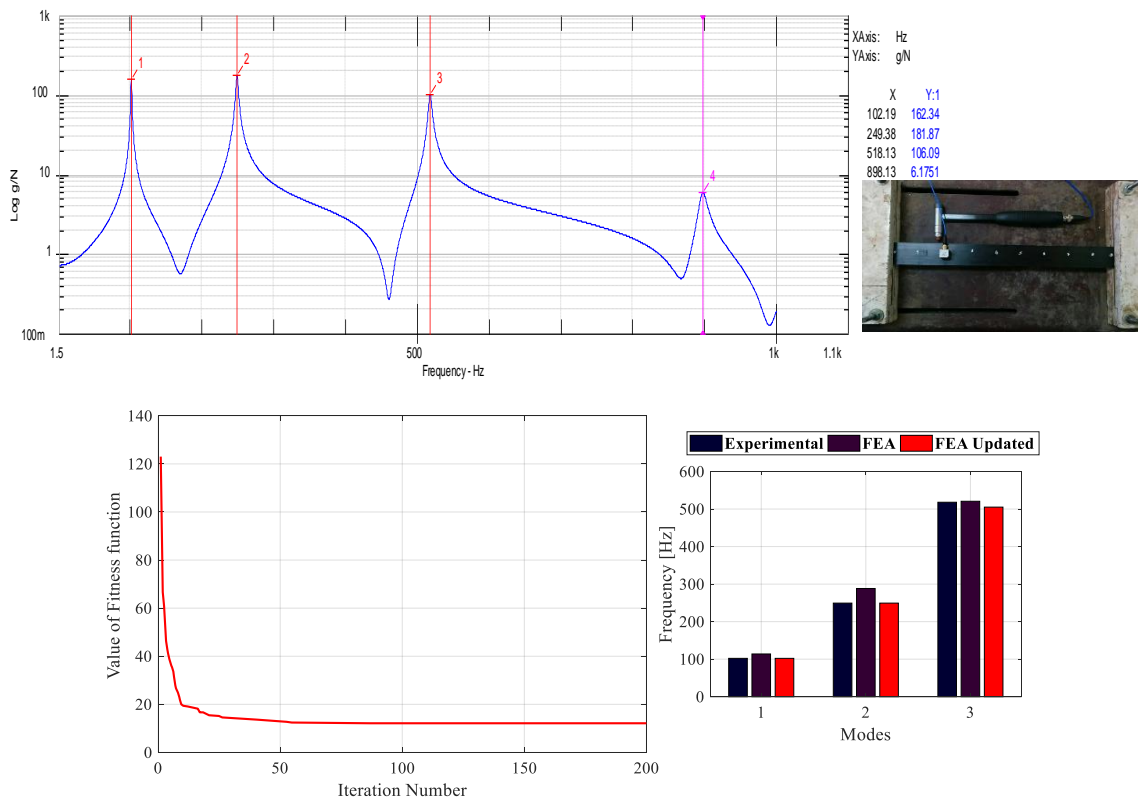 1k
100
10
1
100m
Log g/N
1
2
3
4
1.5
500
1k
1.1k
Frequency - Hz
XAxis: Hz
YAxis: g/N
X Y:1
102.19 162.34
249.38 181.87
518.13 106.09
898.13 6.1751
140
120
100
80
60
40
20
0
Value of Fitness function
0 50 100 150 200
Iteration Number
Experimental FEA FEA Updated
600
500
400
300
200
100
0
Frequency [Hz]
1 2 3
Modes